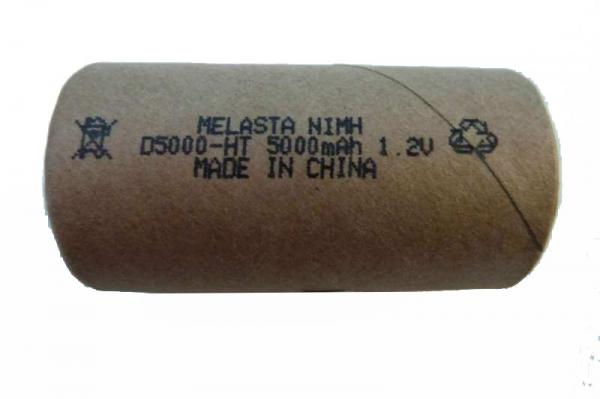 MELASTA NIMH
D5000-HT 5000mAh 1.2V
MADE IN CHINA